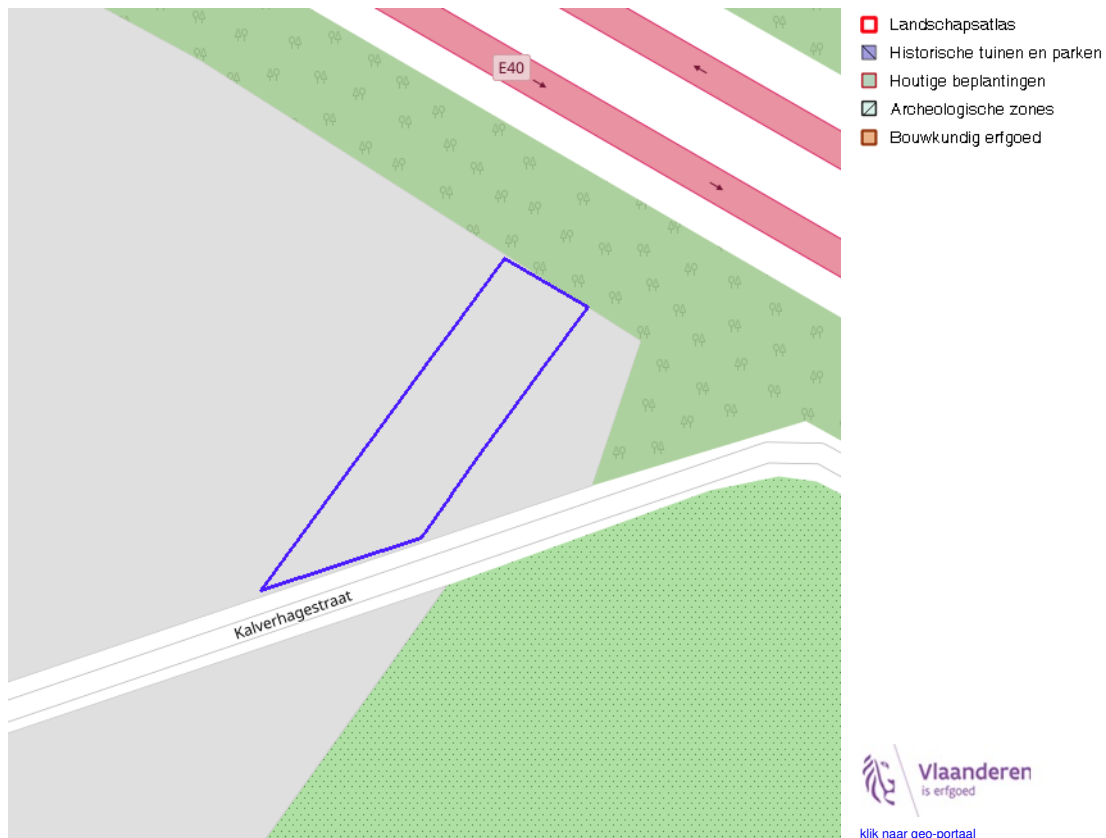 E40
Kalverhagestraat
Landschapsatlas
Historische tuinen en parken
Houtige beplantingen
Archeologische zones
Bouwkundig erfgoed
Vlaanderen
is erfgoed
klik naar geo-portaal